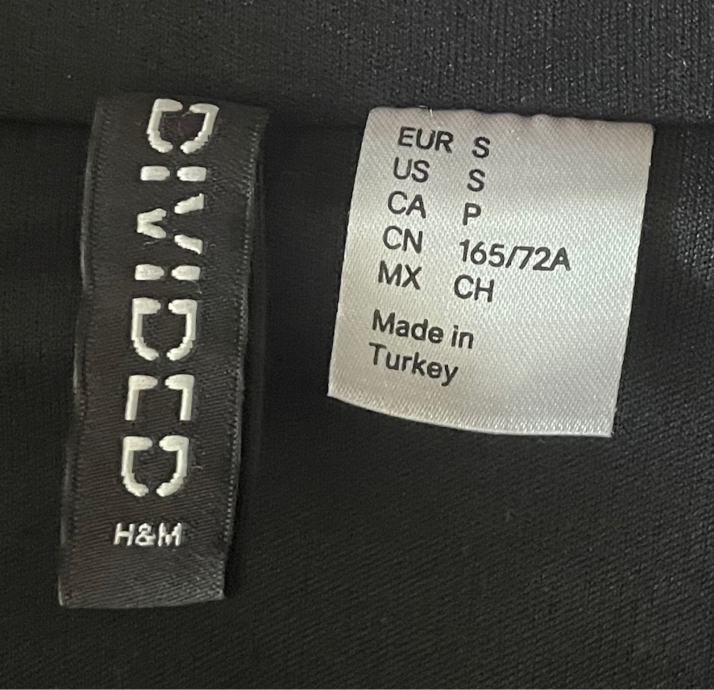 DIVIDED
H&M
EUR S
US S
CA P
CN 165/72A
MX CH
Made in
Turkey